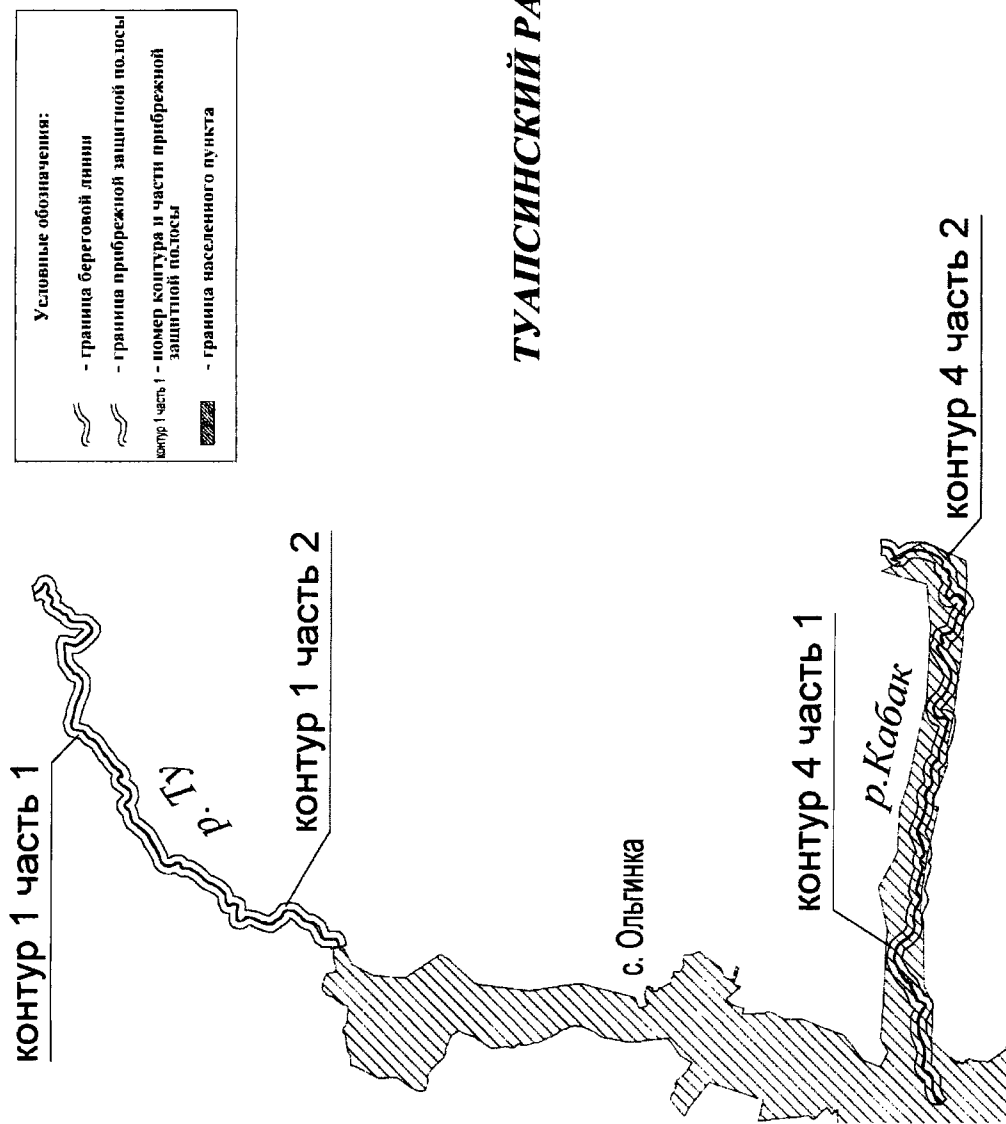 Условные обозначения:
- граница береговой линии
- граница прибрежной защитной полосы
контур 1 часть 1 - номер контура и части прибрежной
защитной полосы
- граница населенного пункта
контур 1 часть 1
р. Ту
контур 1 часть 2
с. Ольгинка
ТУАПСИНСКИЙ РА
контур 4 часть 1
р.Кабак
контур 4 часть 2